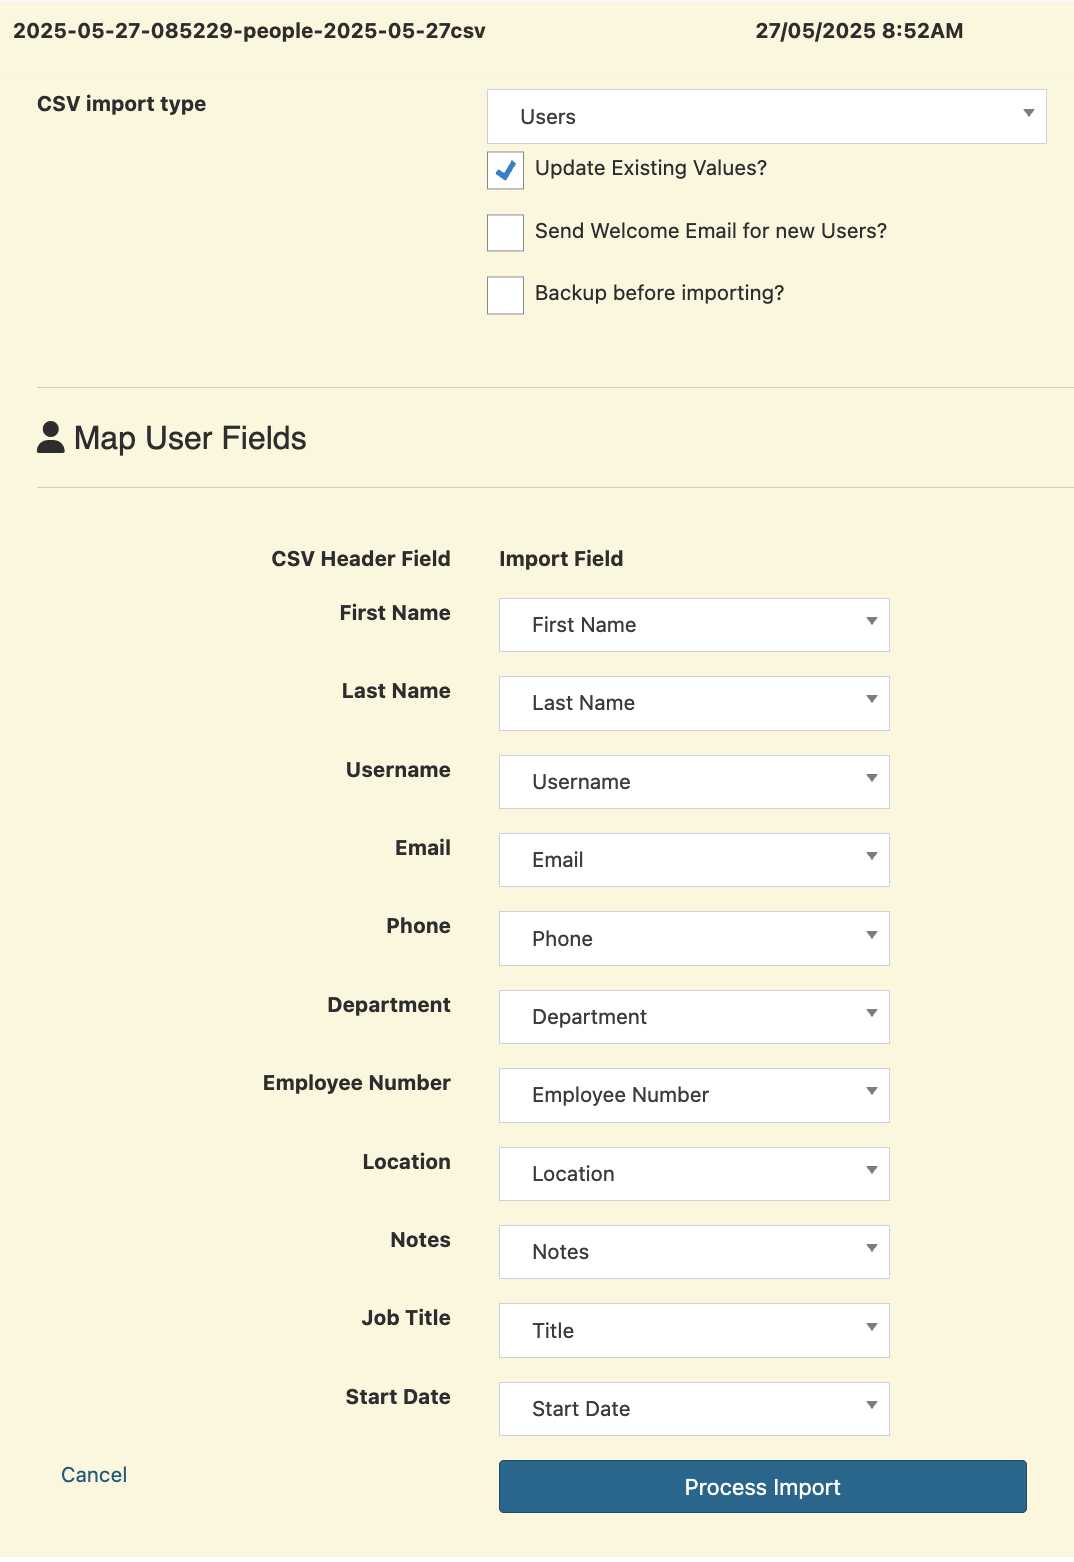 2025-05-27-085229-people-2025-05-27csv 27/05/2025 8:52AM
CSV import type
Users
Update Existing Values?
Send Welcome Email for new Users?
Backup before importing?
Map User Fields
CSV Header Field Import Field
First Name First Name
Last Name Last Name
Username Username
Email Email
Phone Phone
Department Department
Employee Number Employee Number
Location Location
Notes Notes
Job Title Title
Start Date Start Date
Cancel Process Import